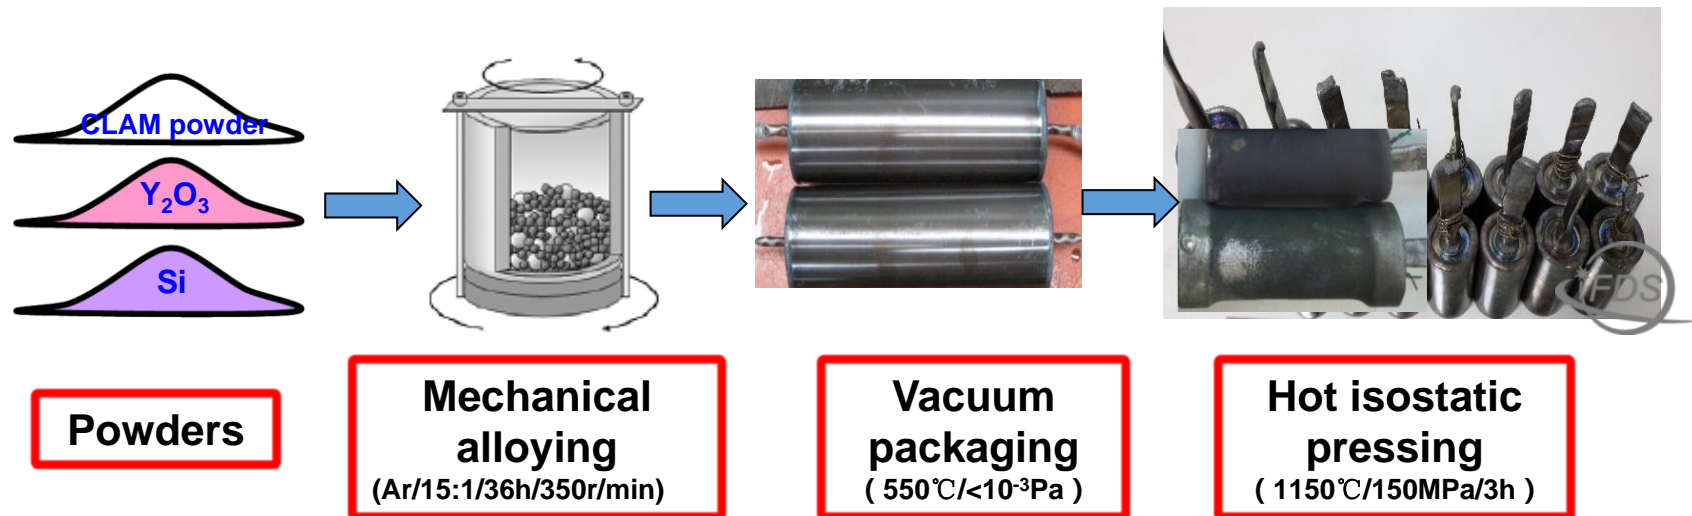 CLAM powder
Y₂O₃
Si
FDS
Powders
Mechanical
alloying
(Ar/15:1/36h/350r/min)
Vacuum
packaging
( 550℃/<10⁻³Pa )
Hot isostatic
pressing
( 1150℃/150MPa/3h )